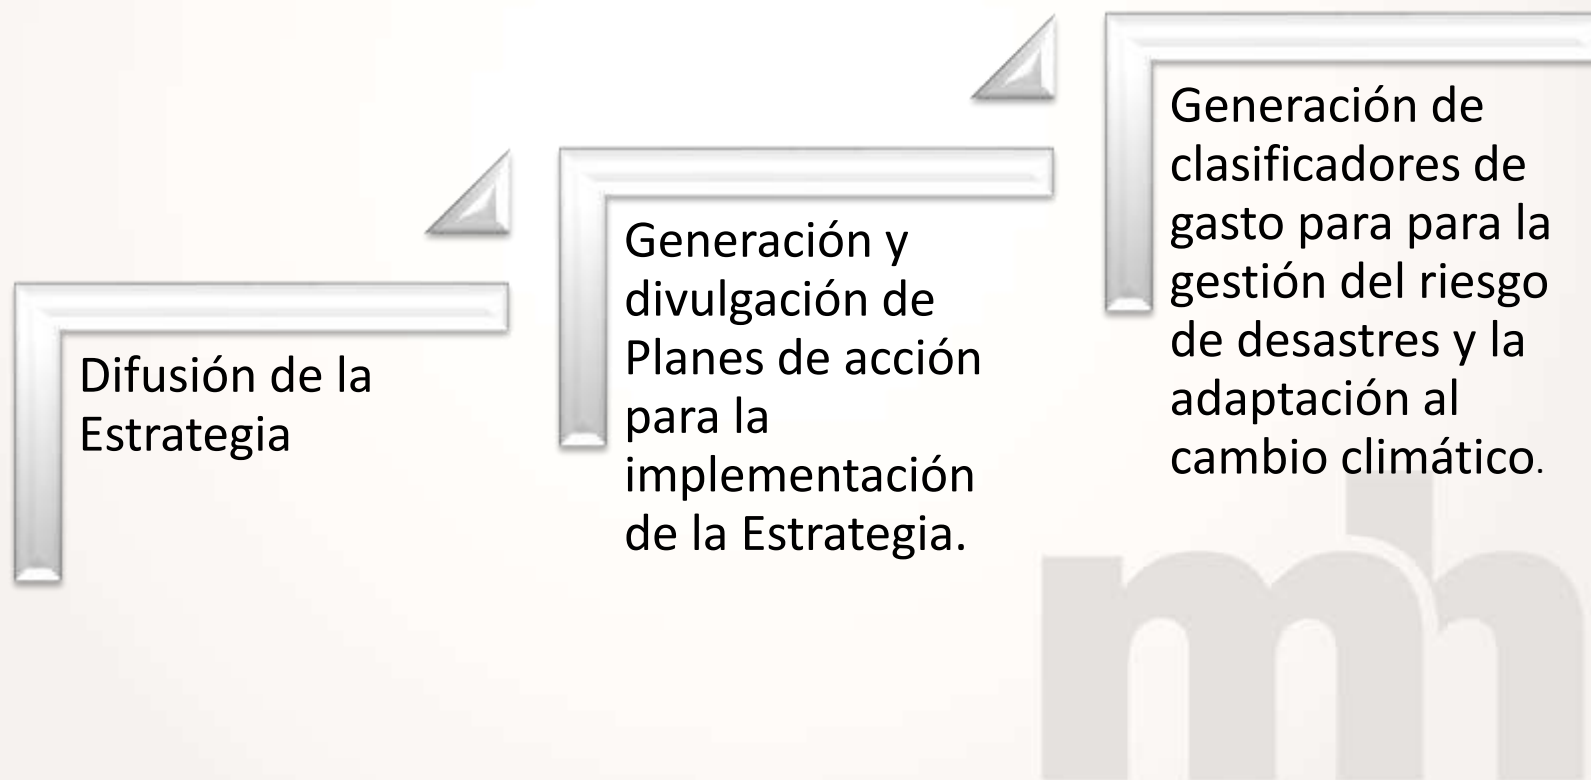 Difusión de la
Estrategia
Generación y
divulgación de
Planes de acción
para la
implementación
de la Estrategia.
Generación de
clasificadores de
gasto para para la
gestión del riesgo
de desastres y la
adaptación al
cambio climático.
mh